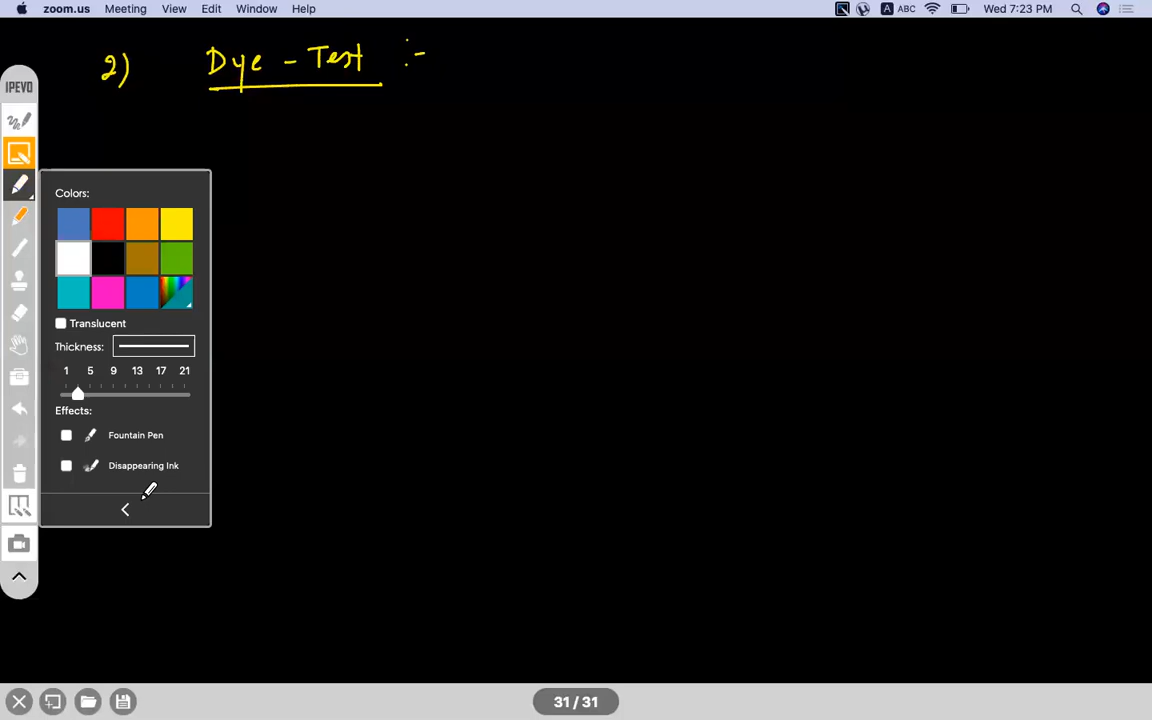 zoom.us Meeting View Edit Window Help A ABC Wed 7:23 PM
2) Dye - Test :-
IPEVO
Colors:
Translucent
Thickness:
1 5 9 13 17 21
Effects:
Fountain Pen
Disappearing Ink
31 / 31